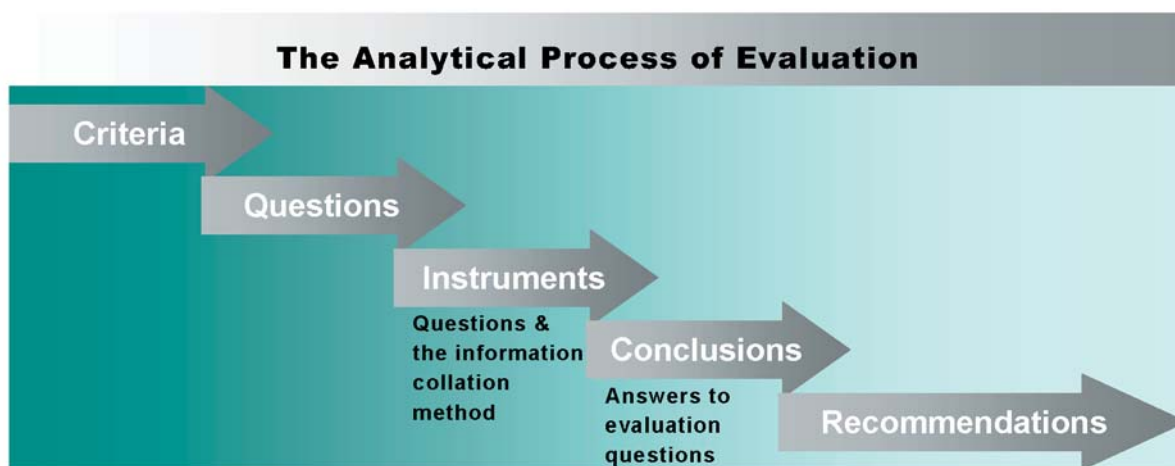 The Analytical Process of Evaluation
Criteria
Questions
Instruments
Questions &
the information
collation
method
Conclusions
Answers to
evaluation
questions
Recommendations